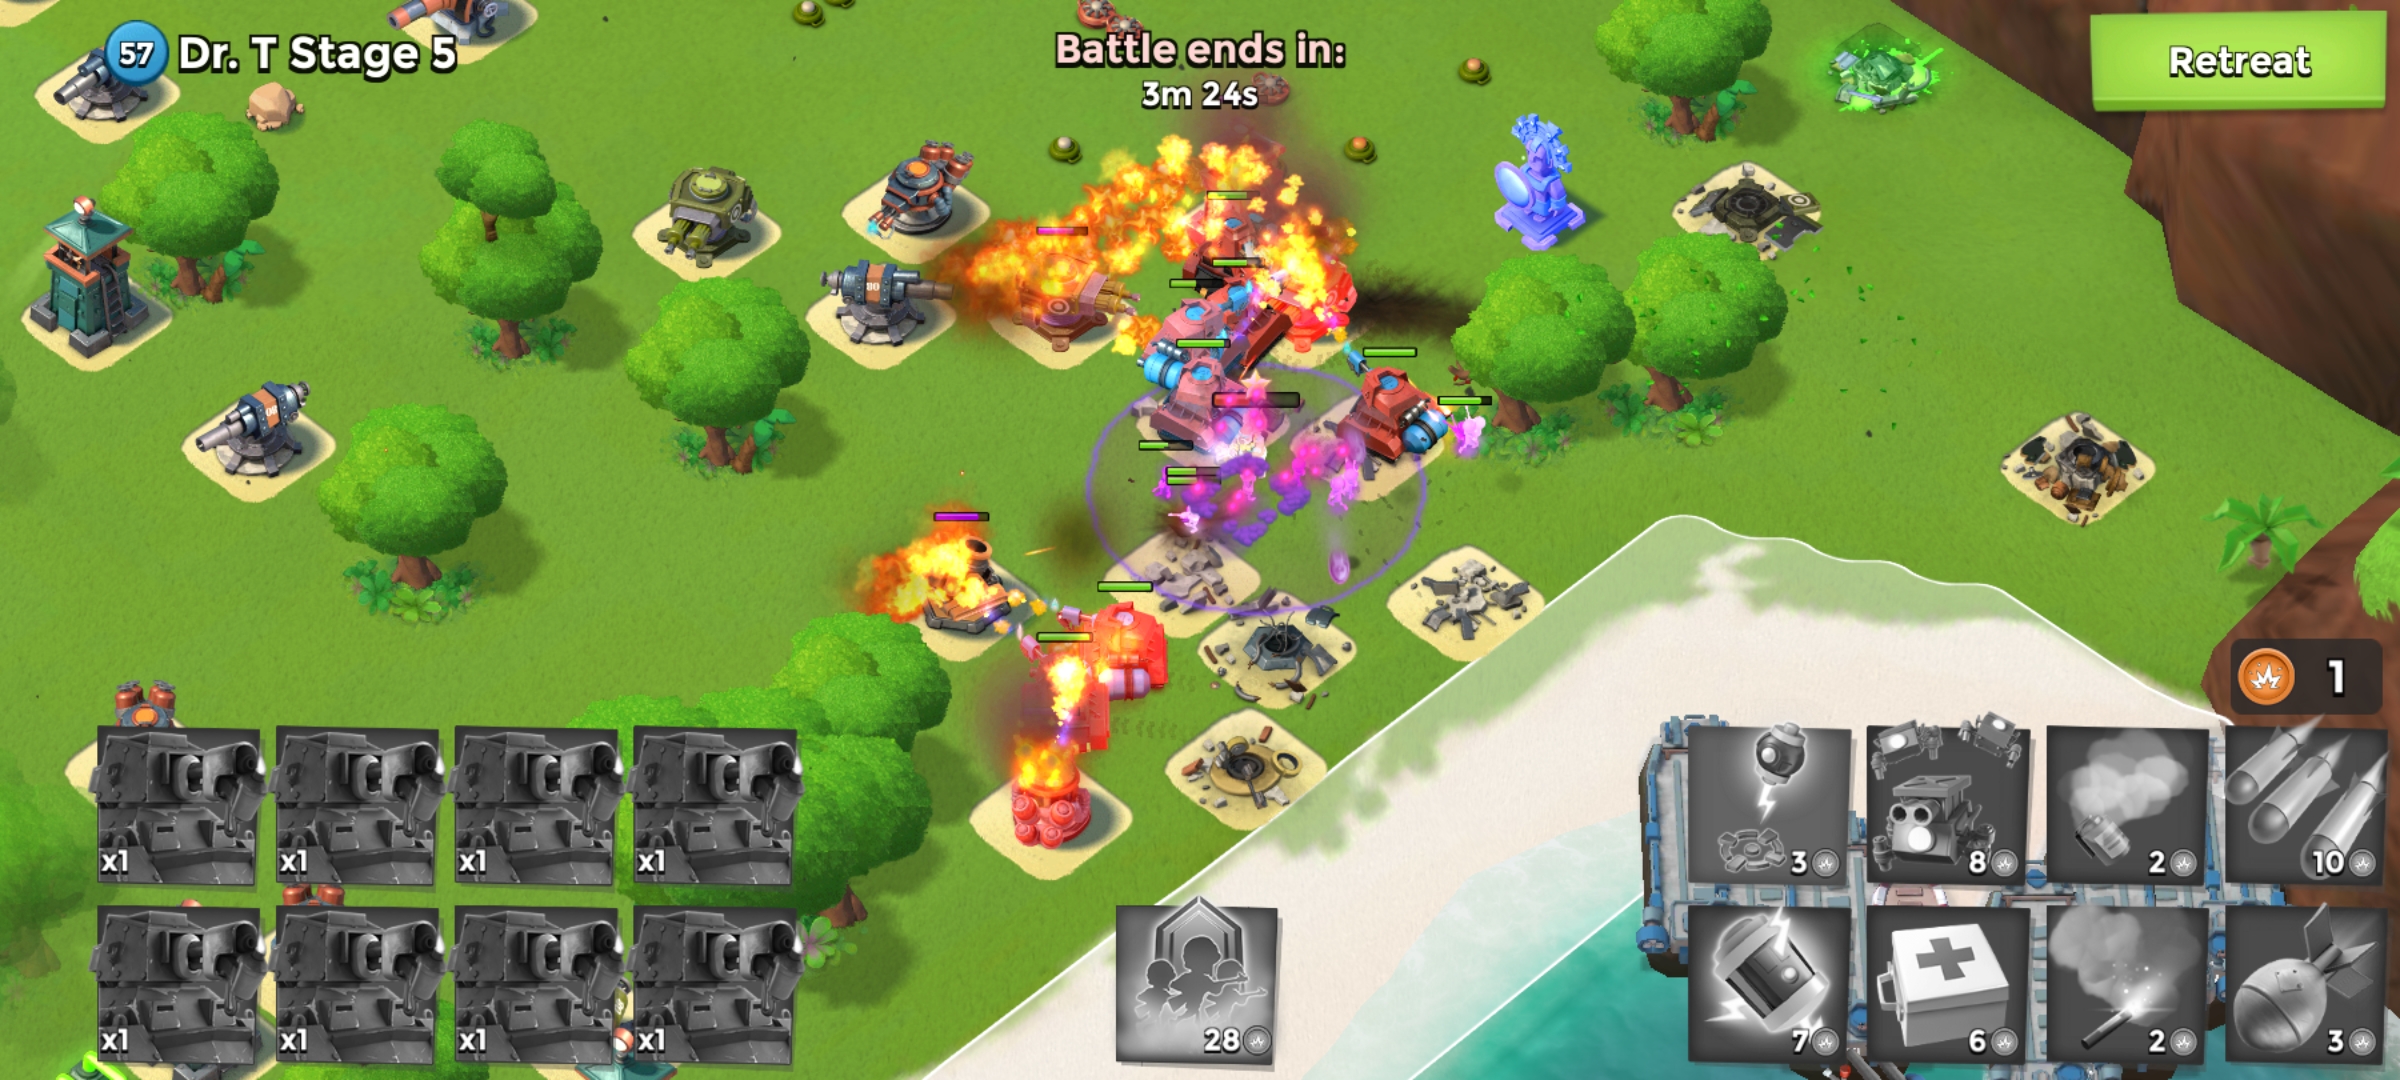 57 Dr. T Stage 5
Battle ends in:
3m 24s
Retreat
1
x1 x1 x1 x1
3 8 2 10
x1 x1 x1 x1
28
7 6 2 3